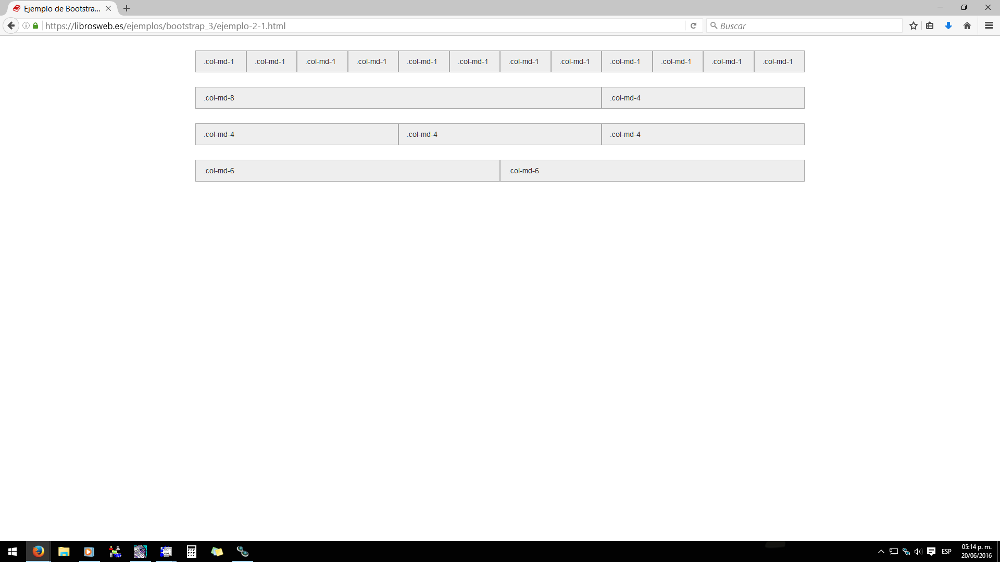 Ejemplo de Bootstra...
https://librosweb.es/ejemplos/bootstrap_3/ejemplo-2-1.html
Buscar
.col-md-1 .col-md-1 .col-md-1 .col-md-1 .col-md-1 .col-md-1 .col-md-1 .col-md-1 .col-md-1 .col-md-1 .col-md-1 .col-md-1
.col-md-8 .col-md-4
.col-md-4 .col-md-4 .col-md-4
.col-md-6 .col-md-6
ESP
05:14 p. m.
20/06/2016